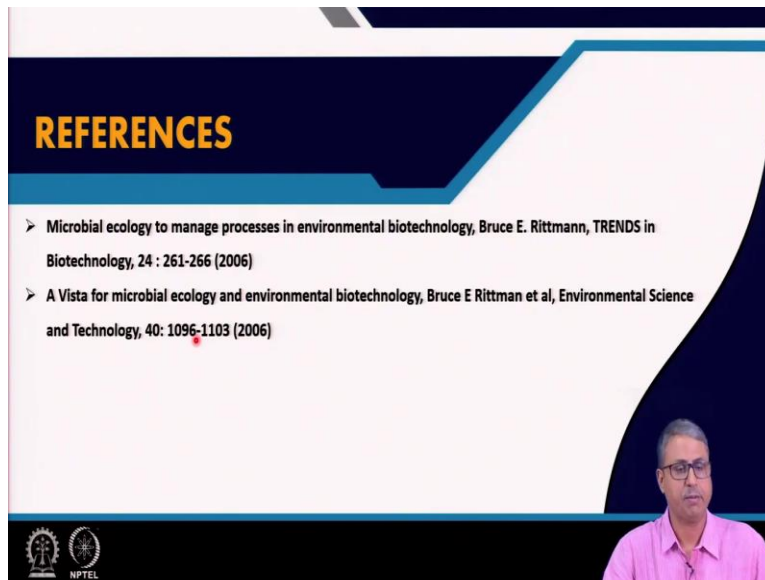 REFERENCES
➢ Microbial ecology to manage processes in environmental biotechnology, Bruce E. Rittmann, TRENDS in
Biotechnology, 24 : 261-266 (2006)
➢ A Vista for microbial ecology and environmental biotechnology, Bruce E Rittman et al, Environmental Science
and Technology, 40: 1096-1103 (2006)
NPTEL